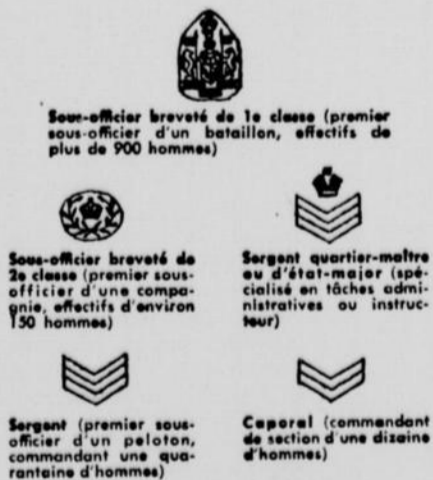 Sous-officier breveté de 1e classe (premier
sous-officier d'un bataillon, effectifs de
plus de 900 hommes)
Sous-officier breveté de
2e classe (premier sous-
officier d'une compa-
gnie, effectifs d'environ
150 hommes)
Sergent quartier-maître
ou d'état-major (spé-
cialisé en tâches admi-
nistratives ou instruc-
teur)
Sergent (premier sous-
officier d'un peloton,
commandant une qua-
rantaine d'hommes)
Caporal (commandant
de section d'une dizaine
d'hommes)